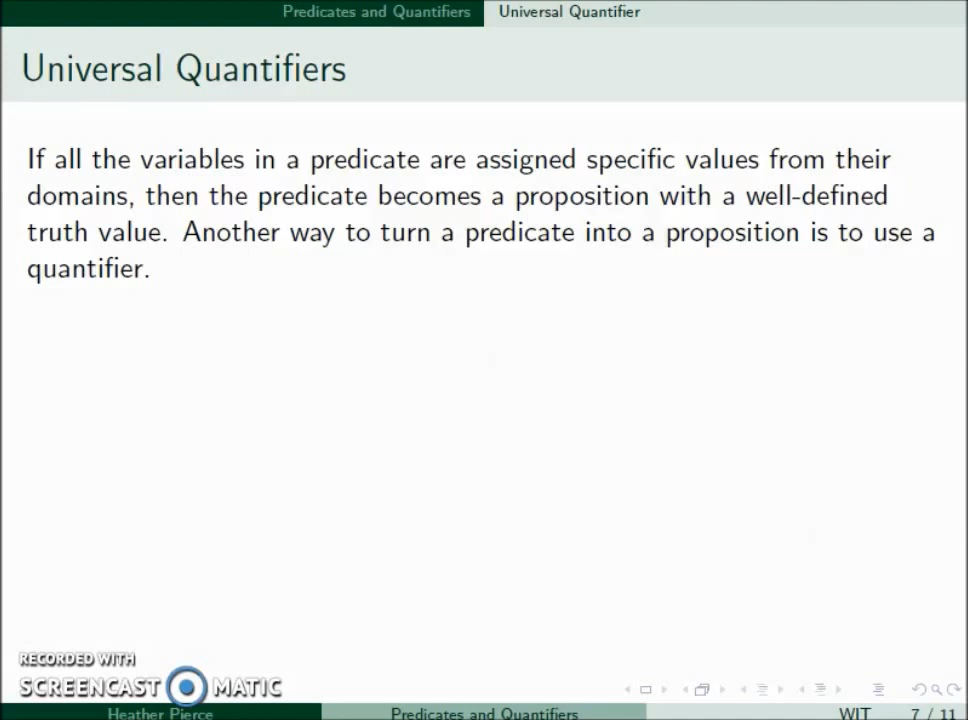 Predicates and Quantifiers Universal Quantifier
Universal Quantifiers
If all the variables in a predicate are assigned specific values from their
domains, then the predicate becomes a proposition with a well-defined
truth value. Another way to turn a predicate into a proposition is to use a
quantifier.
RECORDED WITH
SCREENCAST MATIC
Heather Pierce Predicates and Quantifiers WIT 7 / 11